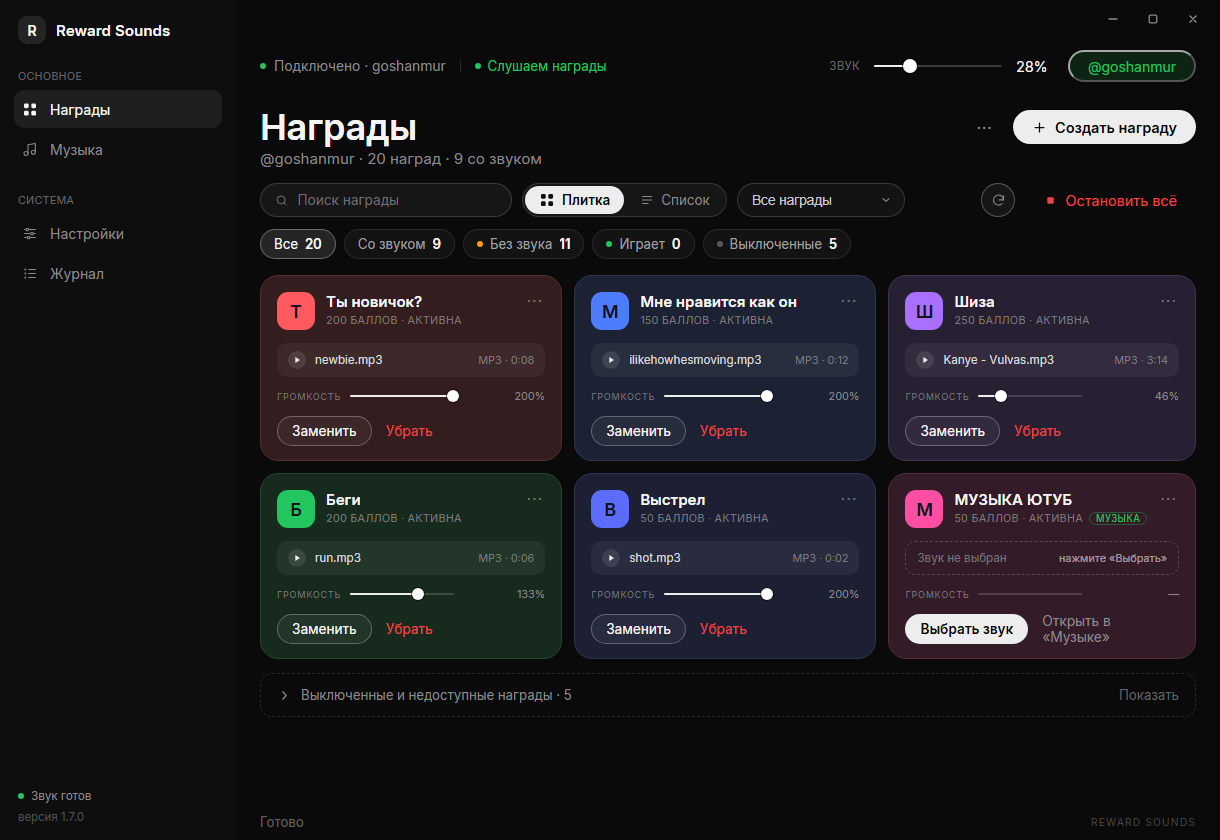 R Reward Sounds
ОСНОВНОЕ
Награды
Музыка
СИСТЕМА
Настройки
Журнал
Звук готов
версия 1.7.0
Подключено · goshanmur
Слушаем награды
ЗВУК 28% @goshanmur
Награды
@goshanmur · 20 наград · 9 со звуком
··· + Создать награду
Поиск награды
Плитка Список
Все награды
Остановить всё
Все 20
Со звуком 9
Без звука 11
Играет 0
Выключенные 5
Т Ты новичок? ···
200 БАЛЛОВ · АКТИВНА
newbie.mp3 MP3 · 0:08
ГРОМКОСТЬ 200%
Заменить Убрать
М Мне нравится как он ···
150 БАЛЛОВ · АКТИВНА
ilikehowhesmoving.mp3 MP3 · 0:12
ГРОМКОСТЬ 200%
Заменить Убрать
Ш Шиза ···
250 БАЛЛОВ · АКТИВНА
Kanye - Vulvas.mp3 MP3 · 3:14
ГРОМКОСТЬ 46%
Заменить Убрать
Б Беги ···
200 БАЛЛОВ · АКТИВНА
run.mp3 MP3 · 0:06
ГРОМКОСТЬ 133%
Заменить Убрать
В Выстрел ···
50 БАЛЛОВ · АКТИВНА
shot.mp3 MP3 · 0:02
ГРОМКОСТЬ 200%
Заменить Убрать
М МУЗЫКА ЮТУБ ···
50 БАЛЛОВ · АКТИВНА МУЗЫКА
Звук не выбран нажмите «Выбрать»
ГРОМКОСТЬ —
Выбрать звук Открыть в
«Музыке»
Выключенные и недоступные награды · 5 Показать
Готово
REWARD SOUNDS